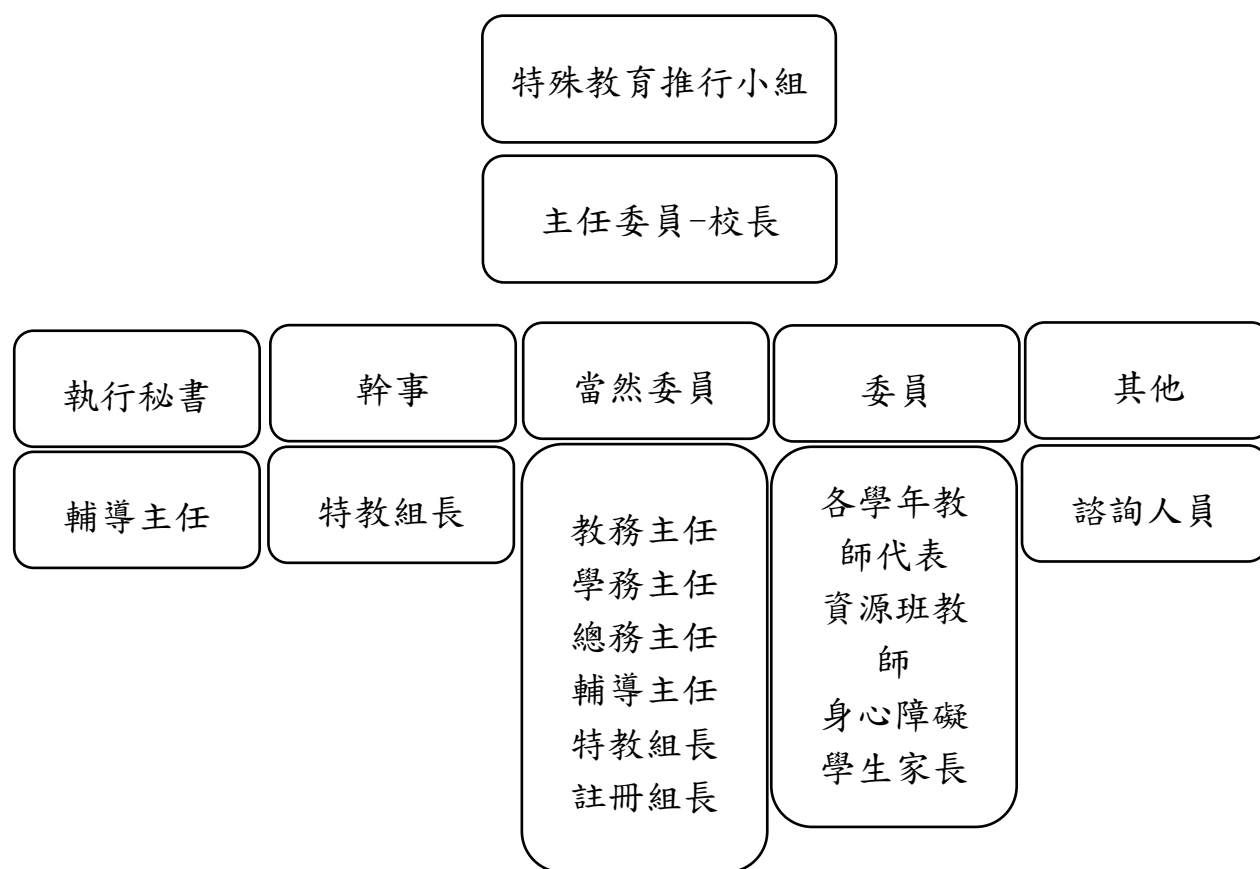 特殊教育推行小組
主任委員-校長
執行秘書
輔導主任
幹事
特教組長
當然委員
教務主任
學務主任
總務主任
輔導主任
特教組長
註冊組長
委員
各學年教
師代表
資源班教
師
身心障礙
學生家長
其他
諮詢人員